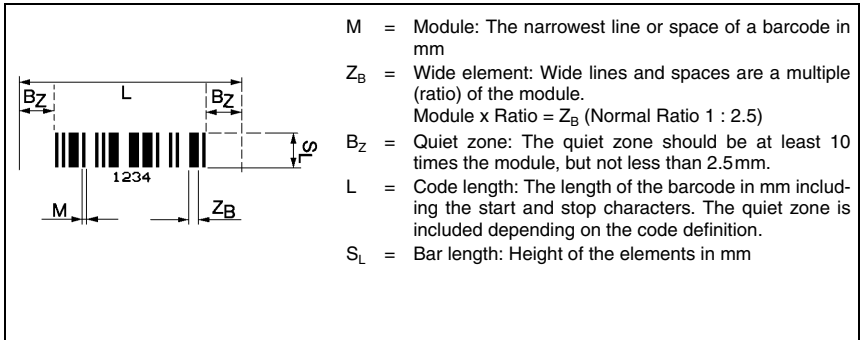 L
BZ
BZ
SL
1234
M
ZB
M = Module: The narrowest line or space of a barcode in
mm
ZB = Wide element: Wide lines and spaces are a multiple
(ratio) of the module.
Module x Ratio = ZB (Normal Ratio 1 : 2.5)
BZ = Quiet zone: The quiet zone should be at least 10
times the module, but not less than 2.5mm.
L = Code length: The length of the barcode in mm includ-
ing the start and stop characters. The quiet zone is
included depending on the code definition.
SL = Bar length: Height of the elements in mm